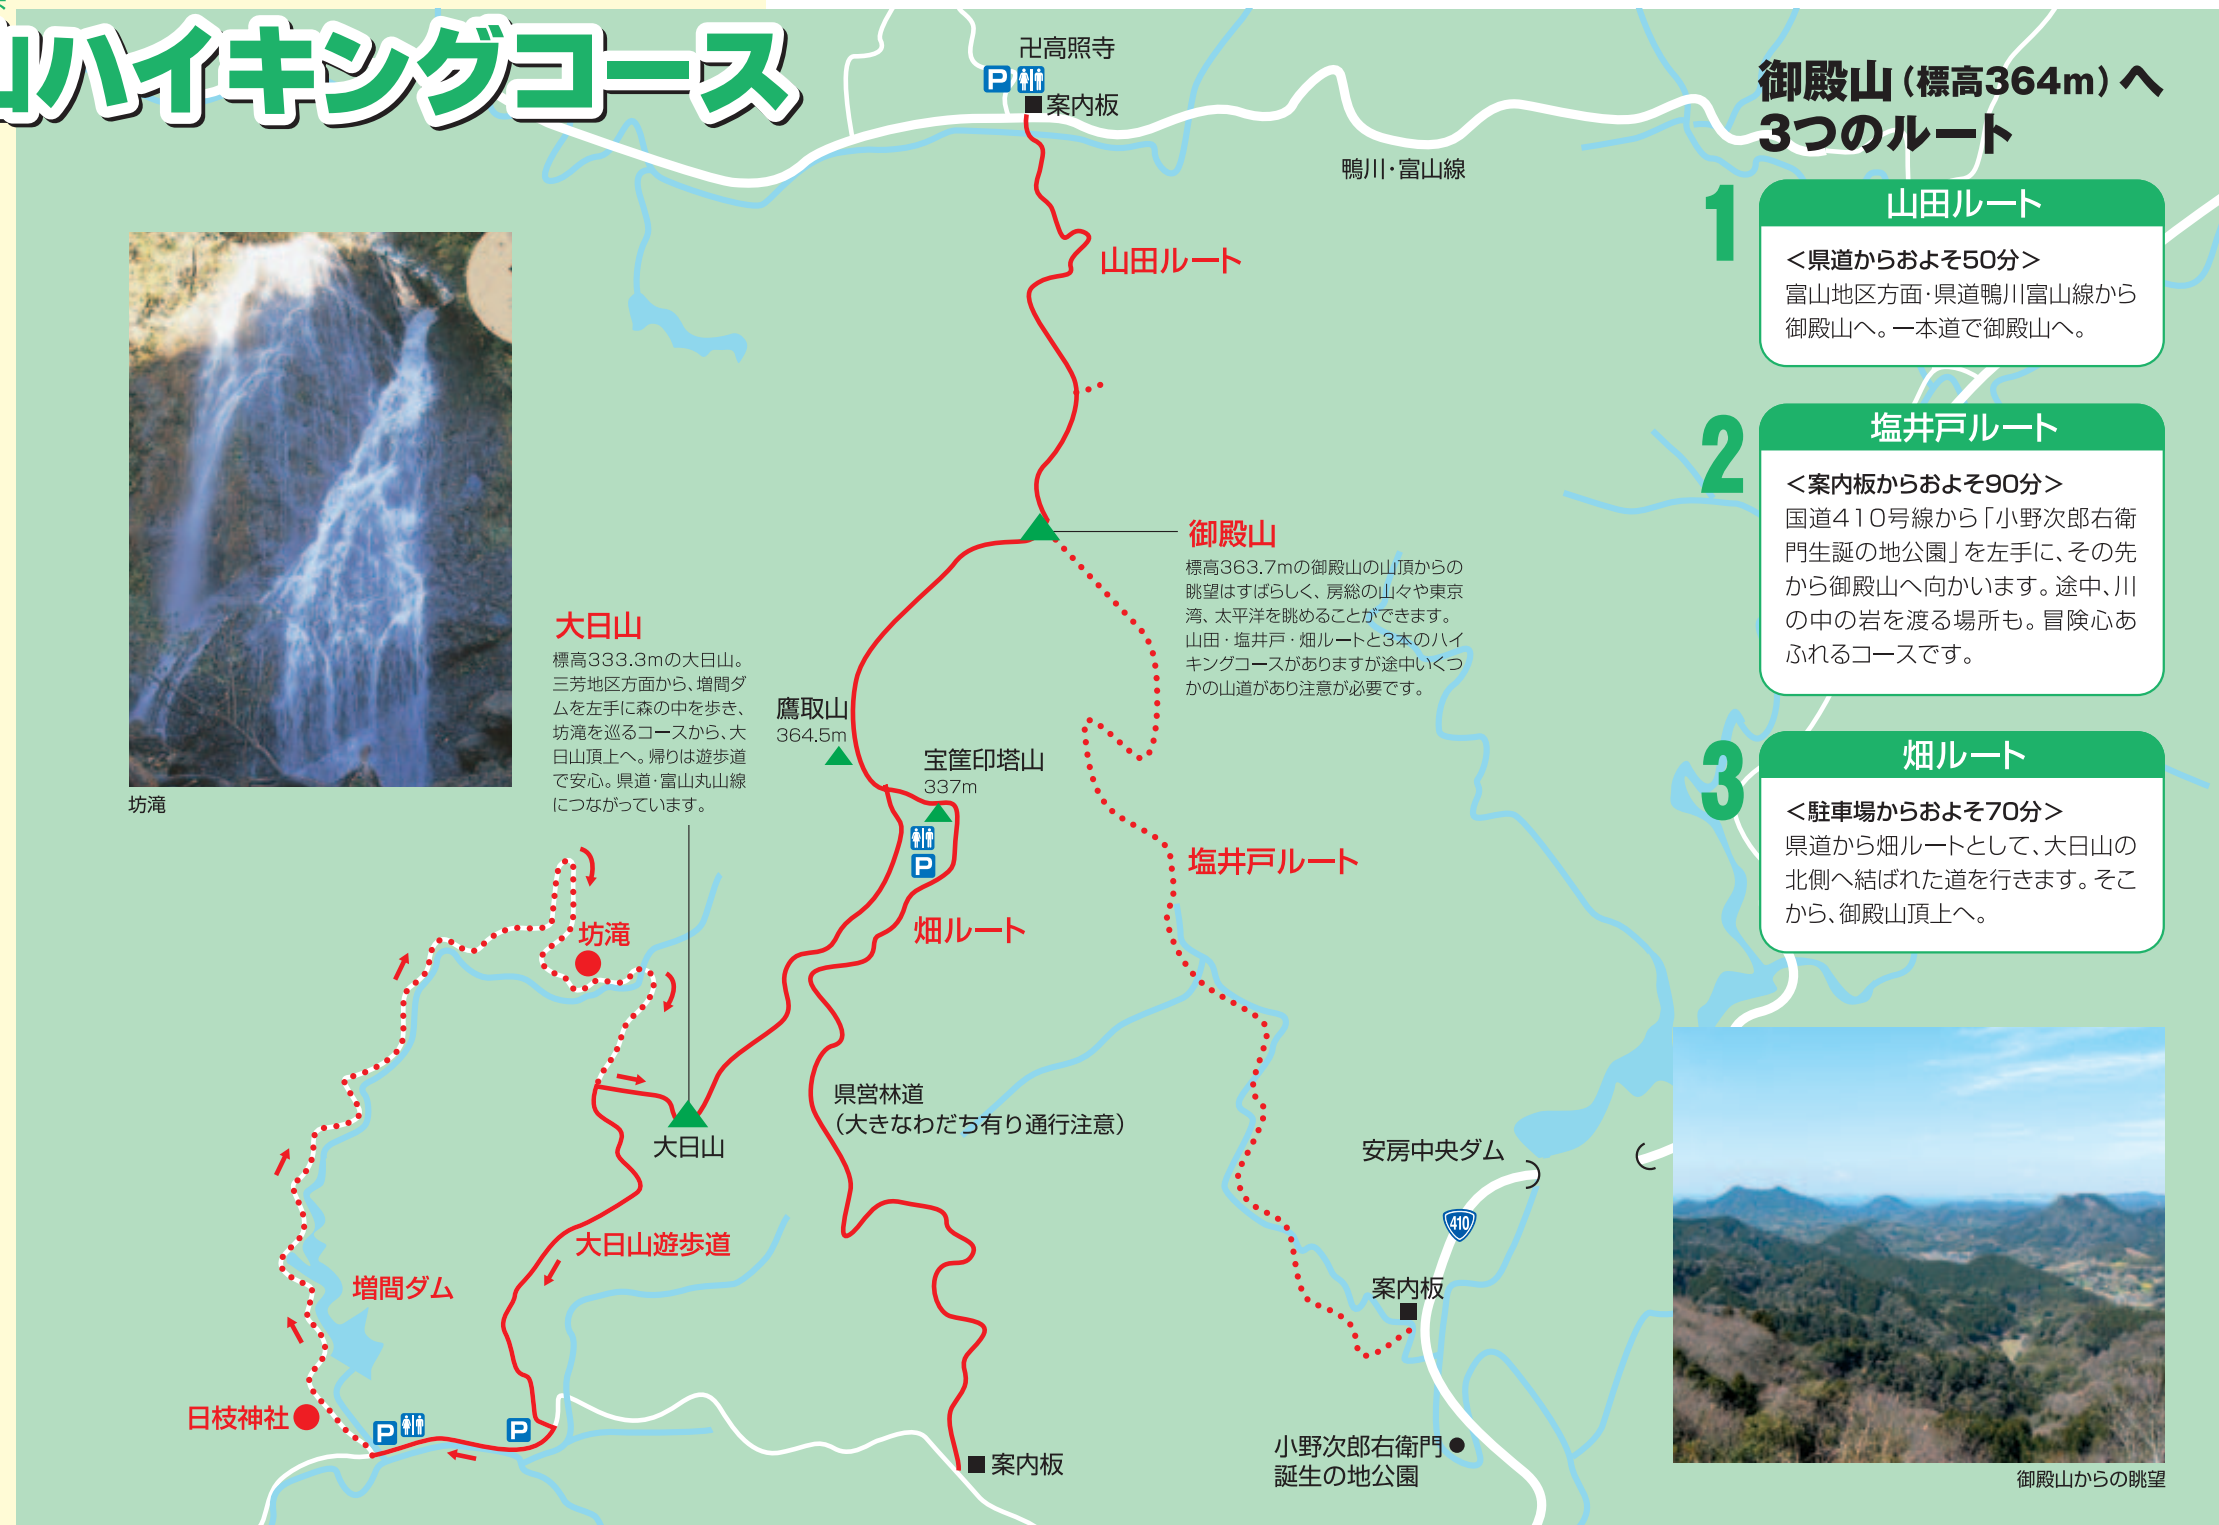 山ハイキングコース
卍高照寺
P
案内板
鴨川・富山線
山田ルート
御殿山
標高363.7mの御殿山の山頂からの
眺望はすばらしく、房総の山々や東京
湾、太平洋を眺めることができます。
山田・塩井戸・畑ルートと3本のハイ
キングコースがありますが途中いくつ
かの山道があり注意が必要です。
坊滝
大日山
標高333.3mの大日山。
三芳地区方面から、増間ダ
ムを左手に森の中を歩き、
坊滝を巡るコースから、大
日山頂上へ。帰りは遊歩道
で安心。県道・富山丸山線
につながっています。
鷹取山
364.5m
宝篋印塔山
337m
P
塩井戸ルート
畑ルート
坊滝
県営林道
（大きなわだち有り通行注意）
大日山
大日山遊歩道
増間ダム
日枝神社
P
P
案内板
安房中央ダム
410
案内板
小野次郎右衛門
誕生の地公園
御殿山（標高364m）へ
3つのルート
1
山田ルート
＜県道からおよそ50分＞
富山地区方面・県道鴨川富山線から
御殿山へ。一本道で御殿山へ。
2
塩井戸ルート
＜案内板からおよそ90分＞
国道410号線から「小野次郎右衛
門生誕の地公園」を左手に、その先
から御殿山へ向かいます。途中、川
の中の岩を渡る場所も。冒険心あ
ふれるコースです。
3
畑ルート
＜駐車場からおよそ70分＞
県道から畑ルートとして、大日山の
北側へ結ばれた道を行きます。そこ
から、御殿山頂上へ。
御殿山からの眺望